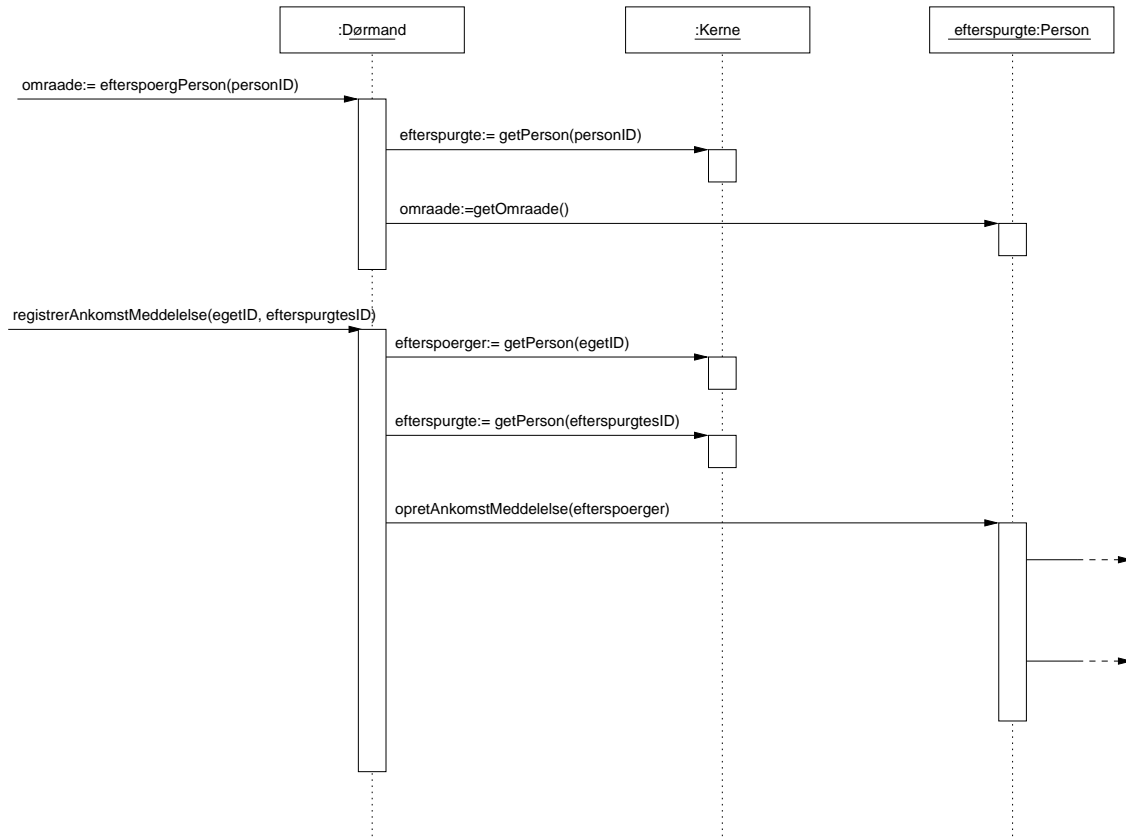 :Dørmand
:Kerne
efterspurgte:Person
omraade:= efterspoergPerson(personID)
efterspurgte:= getPerson(personID)
omraade:=getOmraade()
registrerAnkomstMeddelelse(egetID, efterspurgtesID)
efterspoerger:= getPerson(egetID)
efterspurgte:= getPerson(efterspurgtesID)
opretAnkomstMeddelelse(efterspoerger)